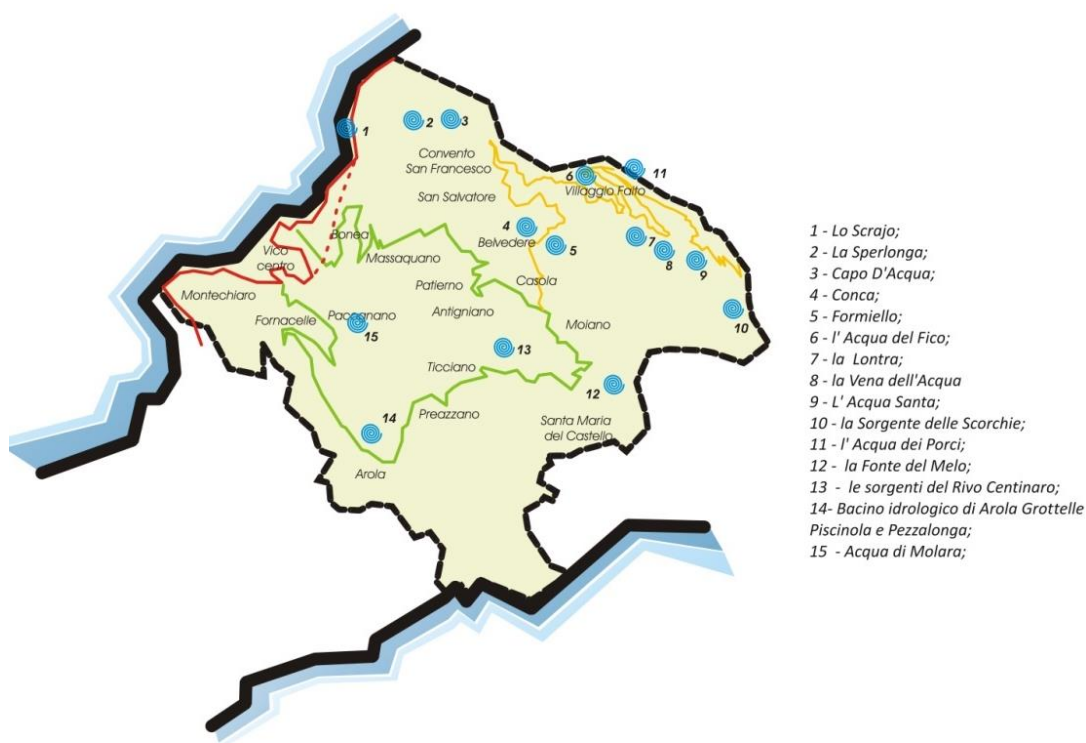 1
2
3
Convento
San Francesco
6
11
Villaggio Faito
San Salvatore
4
Belvedere
5
7
8
9
Bonea
Vico
centro
Massaquano
Montechiaro
Patierno
Casola
10
Fornacelle
Paccognano
15
Antigniano
Moiano
13
Ticciano
12
Preazzano
14
Santa Maria
del Castello
Arola
1 - Lo Scrajo;
2 - La Sperlonga;
3 - Capo D'Acqua;
4 - Conca;
5 - Formiello;
6 - l' Acqua del Fico;
7 - la Lontra;
8 - la Vena dell'Acqua
9 - L' Acqua Santa;
10 - la Sorgente delle Scorchie;
11 - l' Acqua dei Porci;
12 - la Fonte del Melo;
13 - le sorgenti del Rivo Centinaro;
14- Bacino idrologico di Arola Grottelle
Piscinola e Pezzalonga;
15 - Acqua di Molara;